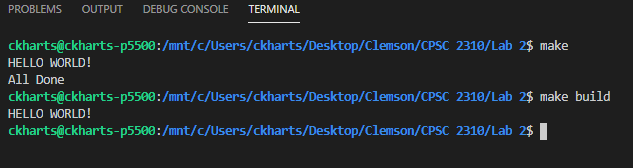 PROBLEMS OUTPUT DEBUG CONSOLE TERMINAL
ckharts@ckharts-p5500:/mnt/c/Users/ckharts/Desktop/Clemson/CPSC 2310/Lab 2$ make
HELLO WORLD!
All Done
ckharts@ckharts-p5500:/mnt/c/Users/ckharts/Desktop/Clemson/CPSC 2310/Lab 2$ make build
HELLO WORLD!
ckharts@ckharts-p5500:/mnt/c/Users/ckharts/Desktop/Clemson/CPSC 2310/Lab 2$